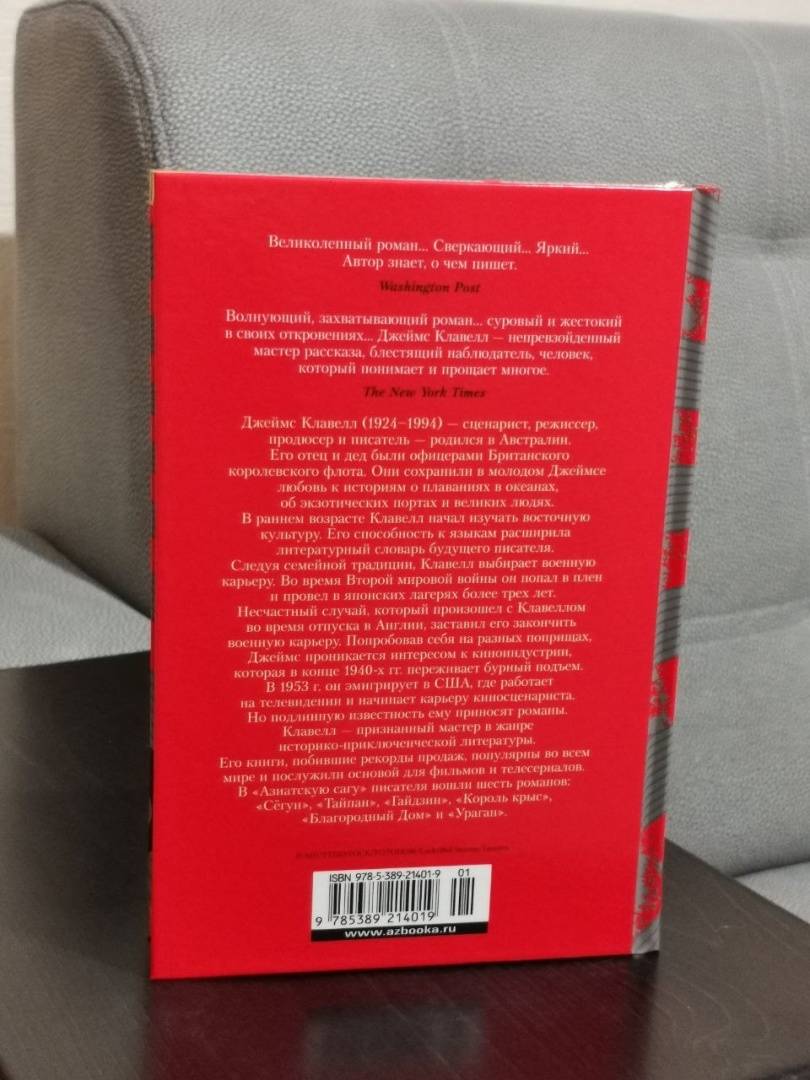 Великолепный роман... Сверкающий... Яркий...
Автор знает, о чем пишет.
Washington Post
Волнующий, захватывающий роман... суровый и жестокий
в своих откровениях... Джеймс Клавелл — непревзойденный
мастер рассказа, блестящий наблюдатель, человек,
который понимает и прощает многое.
The New York Times
Джеймс Клавелл (1924–1994) — сценарист, режиссер,
продюсер и писатель — родился в Австралии.
Его отец и дед были офицерами Британского
королевского флота. Они сохранили в молодом Джеймсе
любовь к историям о плаваниях в океанах,
об экзотических портах и великих людях.
В раннем возрасте Клавелл начал изучать восточную
культуру. Его способность к языкам расширила
литературный словарь будущего писателя.
Следуя семейной традиции, Клавелл выбирает военную
карьеру. Во время Второй мировой войны он попал в плен
и провел в японских лагерях более трех лет.
Несчастный случай, который произошел с Клавеллом
во время отпуска в Англии, заставил его закончить
военную карьеру. Попробовав себя на разных поприщах,
Джеймс проникается интересом к киноиндустрии,
которая в конце 1940-х гг. переживает бурный подъем.
В 1953 г. он эмигрирует в США, где работает
на телевидении и начинает карьеру киносценариста.
Но подлинную известность ему приносят романы.
Клавелл — признанный мастер в жанре
историко-приключенческой литературы.
Его книги, побившие рекорды продаж, популярны во всем
мире и послужили основой для фильмов и телесериалов.
В «Азиатскую сагу» писателя вошли шесть романов:
«Сёгун», «Тайпан», «Гайдзин», «Король крыс»,
«Благородный Дом» и «Ураган».
ISBN 978-5-389-21401-9 01
9 785389 214019
www.azbooka.ru